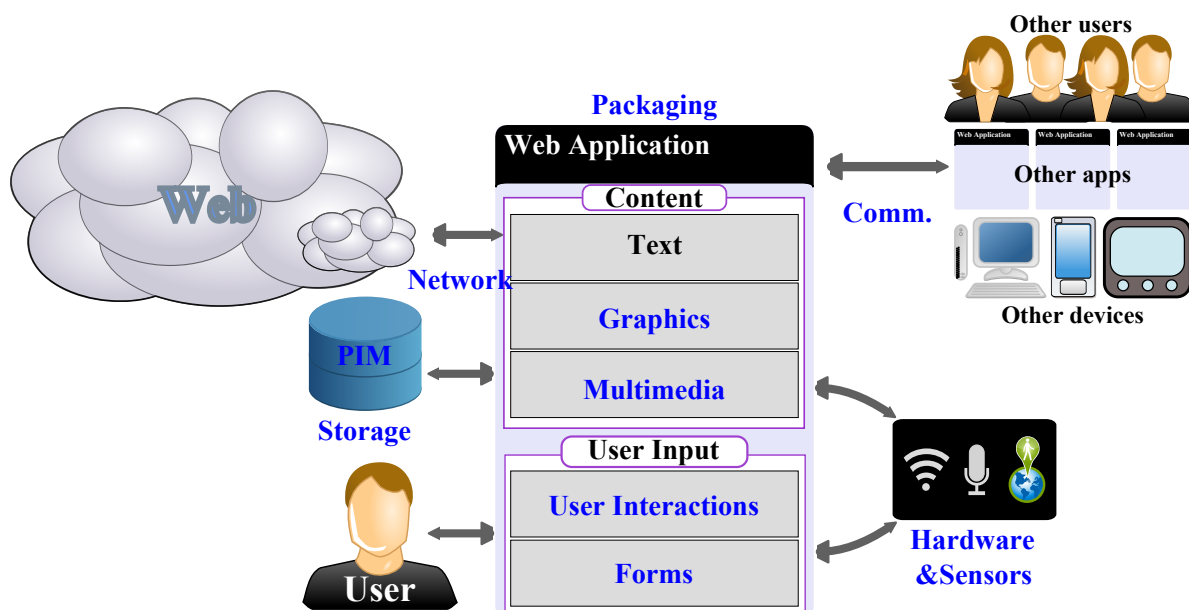 Other users
Packaging
Web Application
Web Application Web Application Web Application
Other apps
Comm.
Web
Content
Text
Network
Graphics
Other devices
PIM
Multimedia
Storage
User Input
User Interactions
Hardware
&Sensors
Forms
User